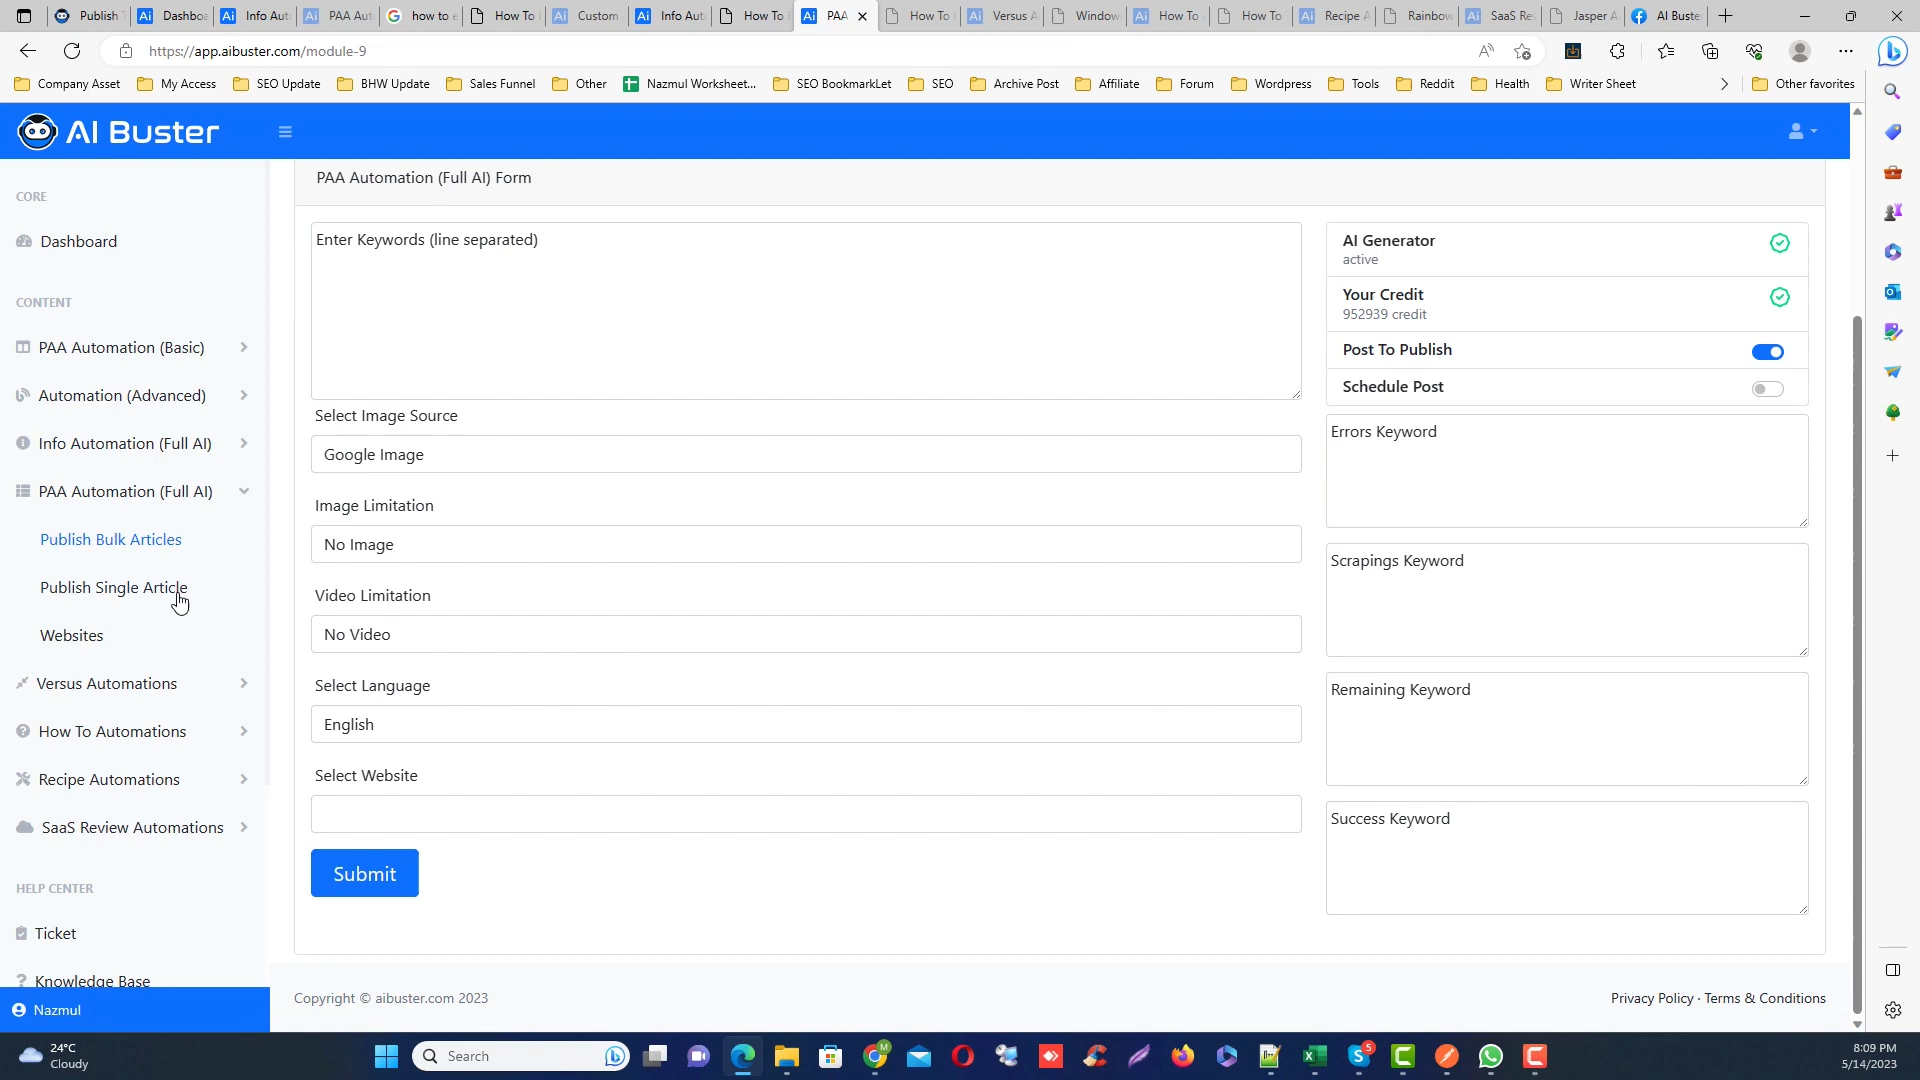 Publish T
Dashboa
Info Aut
PAA Aut
how to e
How To
Custom
Info Aut
How To
PAA
How To
Versus A
Window
How To
How To
Recipe A
Rainbow
SaaS Rev
Jasper A
AI Buste
https://app.aibuster.com/module-9
Company Asset
My Access
SEO Update
BHW Update
Sales Funnel
Other
Nazmul Worksheet...
SEO BookmarkLet
SEO
Archive Post
Affiliate
Forum
Wordpress
Tools
Reddit
Health
Writer Sheet
Other favorites
AI Buster
CORE
Dashboard
CONTENT
PAA Automation (Basic)
Automation (Advanced)
Info Automation (Full AI)
PAA Automation (Full AI)
Publish Bulk Articles
Publish Single Article
Websites
Versus Automations
How To Automations
Recipe Automations
SaaS Review Automations
HELP CENTER
Ticket
Knowledge Base
Nazmul
PAA Automation (Full AI) Form
Enter Keywords (line separated)
Select Image Source
Google Image
Image Limitation
No Image
Video Limitation
No Video
Select Language
English
Select Website
Submit
AI Generator
active
Your Credit
952939 credit
Post To Publish
Schedule Post
Errors Keyword
Scrapings Keyword
Remaining Keyword
Success Keyword
Copyright © aibuster.com 2023
Privacy Policy · Terms & Conditions
24°C
Cloudy
Search
8:09 PM
5/14/2023